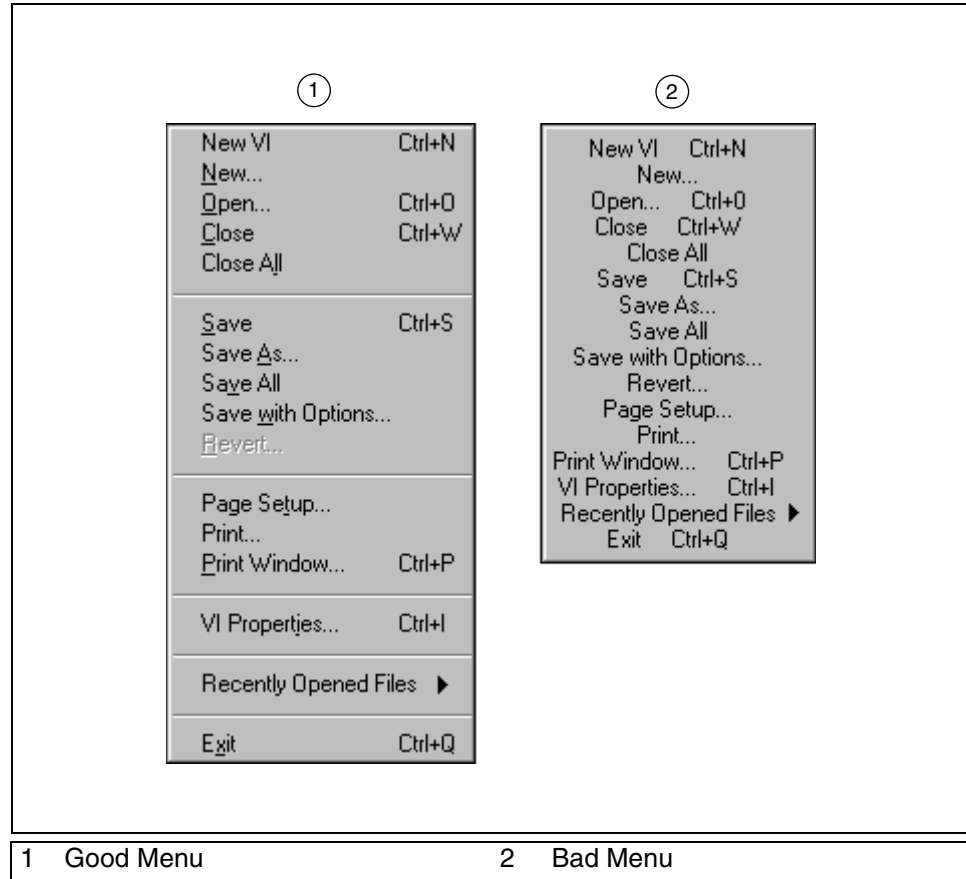 1
New VI Ctrl+N
New...
Open... Ctrl+O
Close Ctrl+W
Close All
Save Ctrl+S
Save As...
Save All
Save with Options...
Revert...
Page Setup...
Print...
Print Window... Ctrl+P
VI Properties... Ctrl+I
Recently Opened Files
Exit Ctrl+Q
2
New VI Ctrl+N
New...
Open... Ctrl+0
Close Ctrl+W
Close All
Save Ctrl+S
Save As...
Save All
Save with Options...
Revert...
Page Setup...
Print...
Print Window... Ctrl+P
VI Properties... Ctrl+I
Recently Opened Files
Exit Ctrl+Q
1 Good Menu 2 Bad Menu